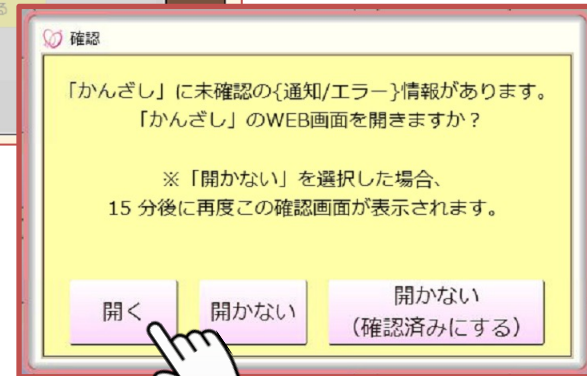 る
確認
「かんざし」に未確認の{通知/エラー}情報があります。
「かんざし」のWEB画面を開きますか？
※「開かない」を選択した場合、
15 分後に再度この確認画面が表示されます。
開く
開かない
開かない
（確認済みにする）